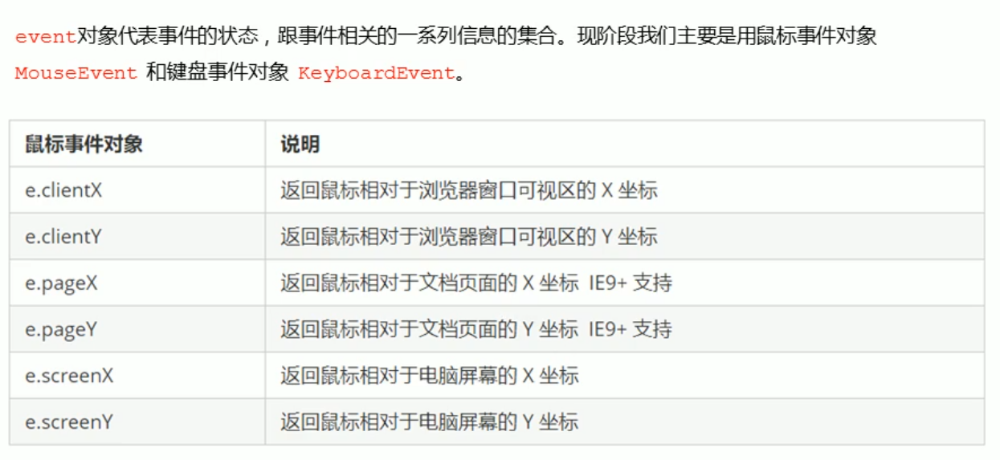 event对象代表事件的状态，跟事件相关的一系列信息的集合。现阶段我们主要是用鼠标事件对象
MouseEvent 和键盘事件对象 KeyboardEvent。
鼠标事件对象 说明
e.clientX 返回鼠标相对于浏览器窗口可视区的 X 坐标
e.clientY 返回鼠标相对于浏览器窗口可视区的 Y 坐标
e.pageX 返回鼠标相对于文档页面的 X 坐标 IE9+ 支持
e.pageY 返回鼠标相对于文档页面的 Y 坐标 IE9+ 支持
e.screenX 返回鼠标相对于电脑屏幕的 X 坐标
e.screenY 返回鼠标相对于电脑屏幕的 Y 坐标